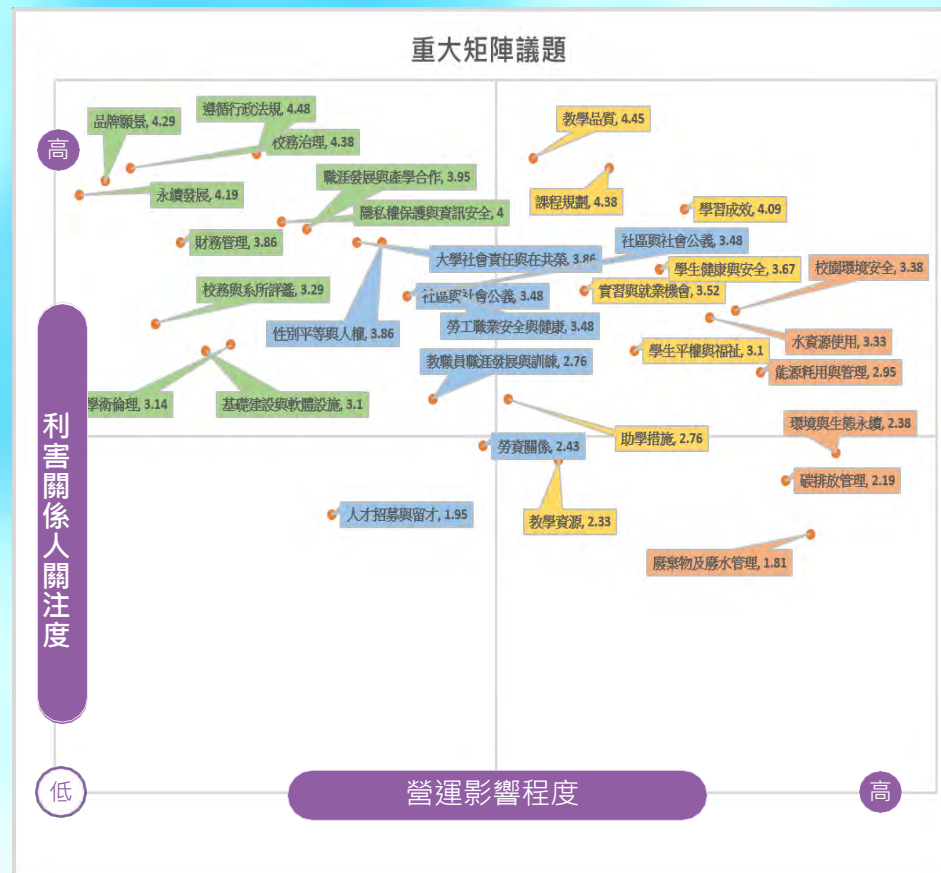 重大矩陣議題
遵循行政法規, 4.48
品牌願景, 4.29
教學品質, 4.45
高
校務治理, 4.38
職涯發展與產學合作, 3.95
永續發展, 4.19
課程規劃, 4.38
隱私權保護與資訊安全, 4
學習成效, 4.09
財務管理, 3.86
社區與社會公義, 3.48
大學社會責任與在共榮, 3.86
學生健康與安全, 3.67
校園環境安全, 3.38
校務與系所評鑑, 3.29
社區與社會公義, 3.48
實習與就業機會, 3.52
性別平等與人權, 3.86
勞工職業安全與健康, 3.48
水資源使用, 3.33
教職員職涯發展與訓練, 2.76
學生平權與福祉, 3.1
能源耗用與管理, 2.95
學術倫理, 3.14
基礎建設與軟體設施, 3.1
環境與生態永續, 2.38
助學措施, 2.76
勞資關係, 2.43
碳排放管理, 2.19
人才招募與留才, 1.95
教學資源, 2.33
廢棄物及廢水管理, 1.81
利害關係人關注度
低
營運影響程度
高